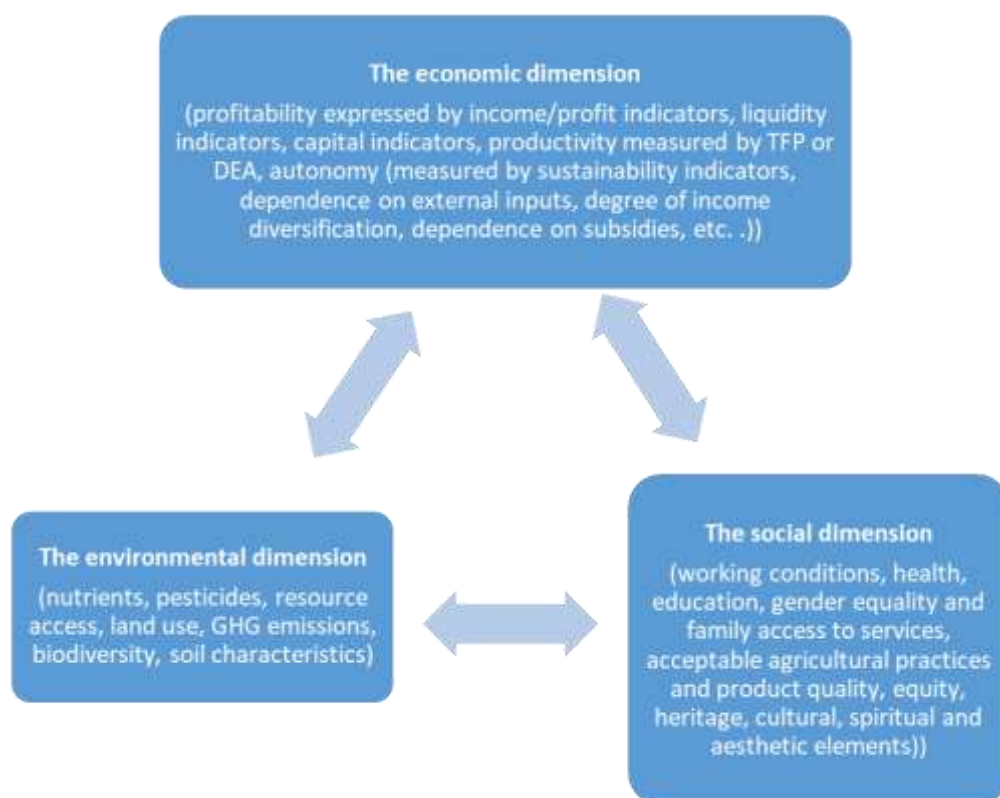 The economic dimension
(profitability expressed by income/profit indicators, liquidity
indicators, capital indicators, productivity measured by TFP or
DEA, autonomy (measured by sustainability indicators,
dependence on external inputs, degree of income
diversification, dependence on subsidies, etc. .))
The environmental dimension
(nutrients, pesticides, resource
access, land use, GHG emissions,
biodiversity, soil characteristics)
The social dimension
(working conditions, health,
education, gender equality and
family access to services,
acceptable agricultural practices
and product quality, equity,
heritage, cultural, spiritual and
aesthetic elements))